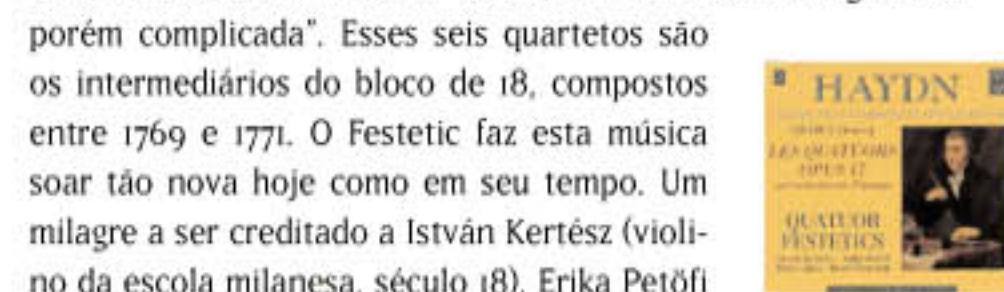 porém complicada". Esses seis quartetos são
os intermediários do bloco de 18, compostos
entre 1769 e 1771. O Festetic faz esta música
soar tão nova hoje como em seu tempo. Um
milagre a ser creditado a István Kertész (violi-
no da escola milanesa, século 18), Erika Petöfi
HAYDN
LES QUATUORS
OPUS 17
QUATUOR
FESTETICS